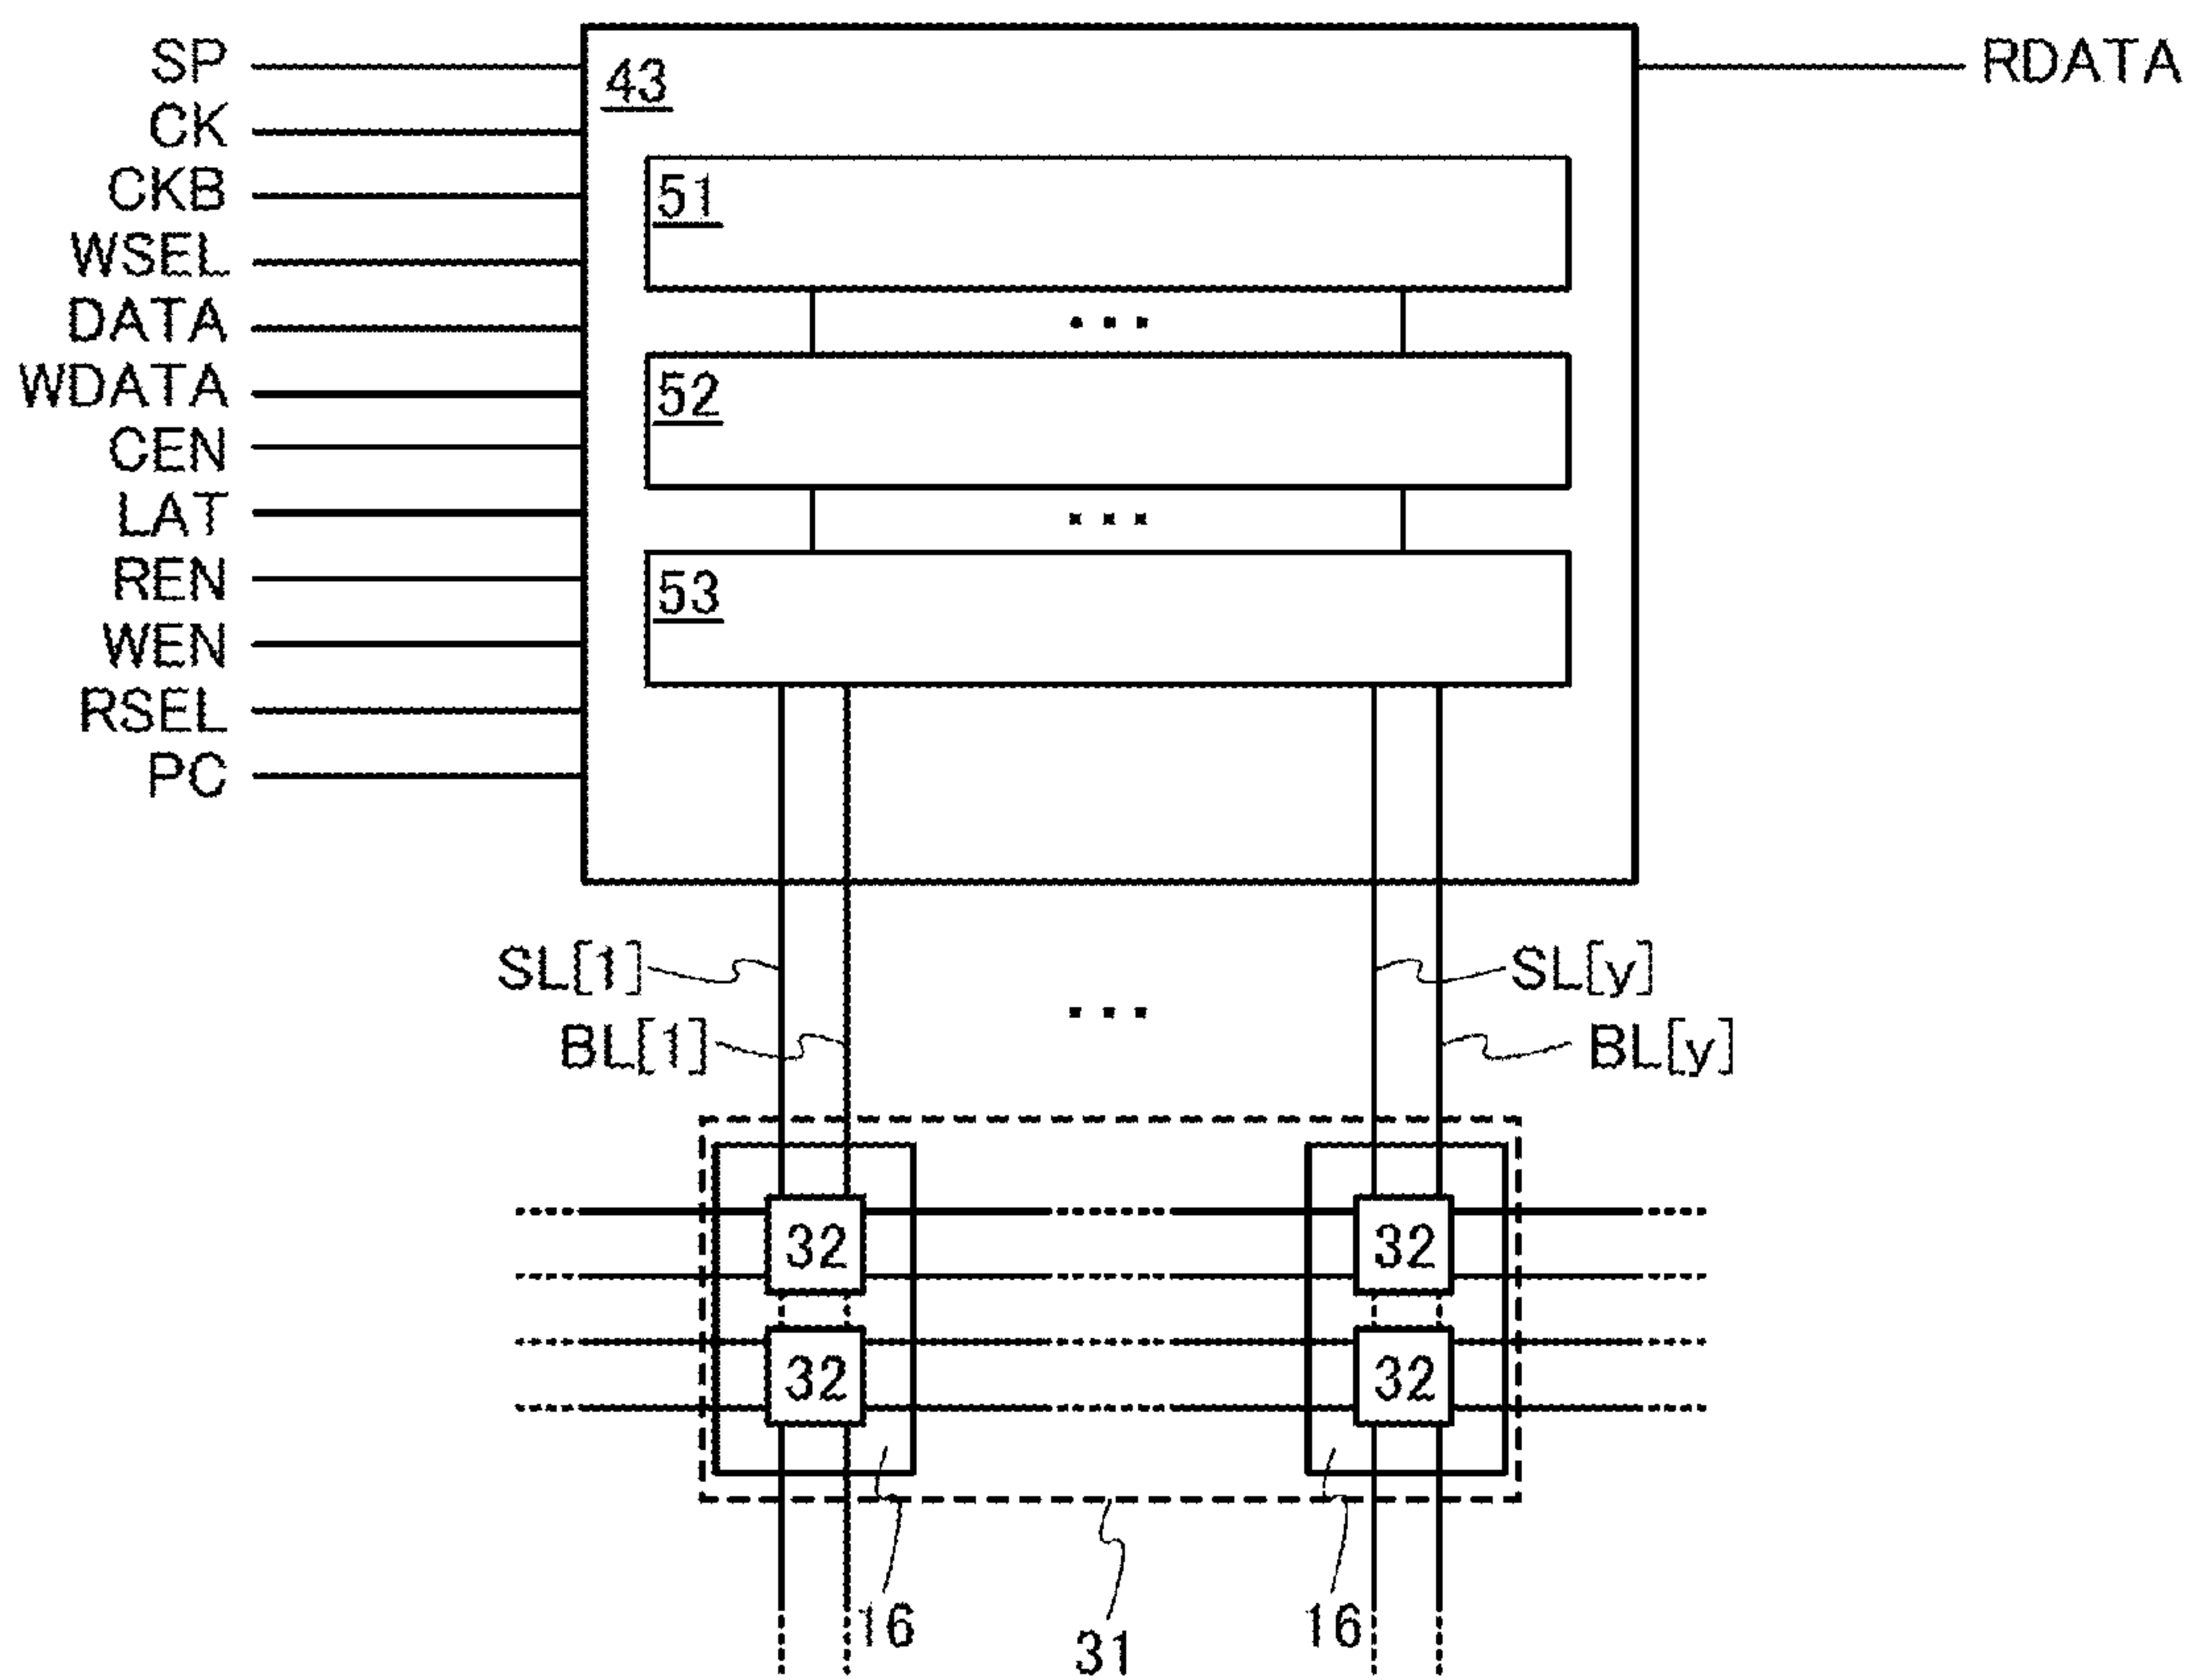 SP
RDATA
43
CK
CKB
51
WSEL
DATA
...
WDATA
52
CEN
LAT
...
REN
53
WEN
RSEL
PC
SL[1]
SL[y]
...
BL[1]
BL[y]
32
32
32
32
16
16
31